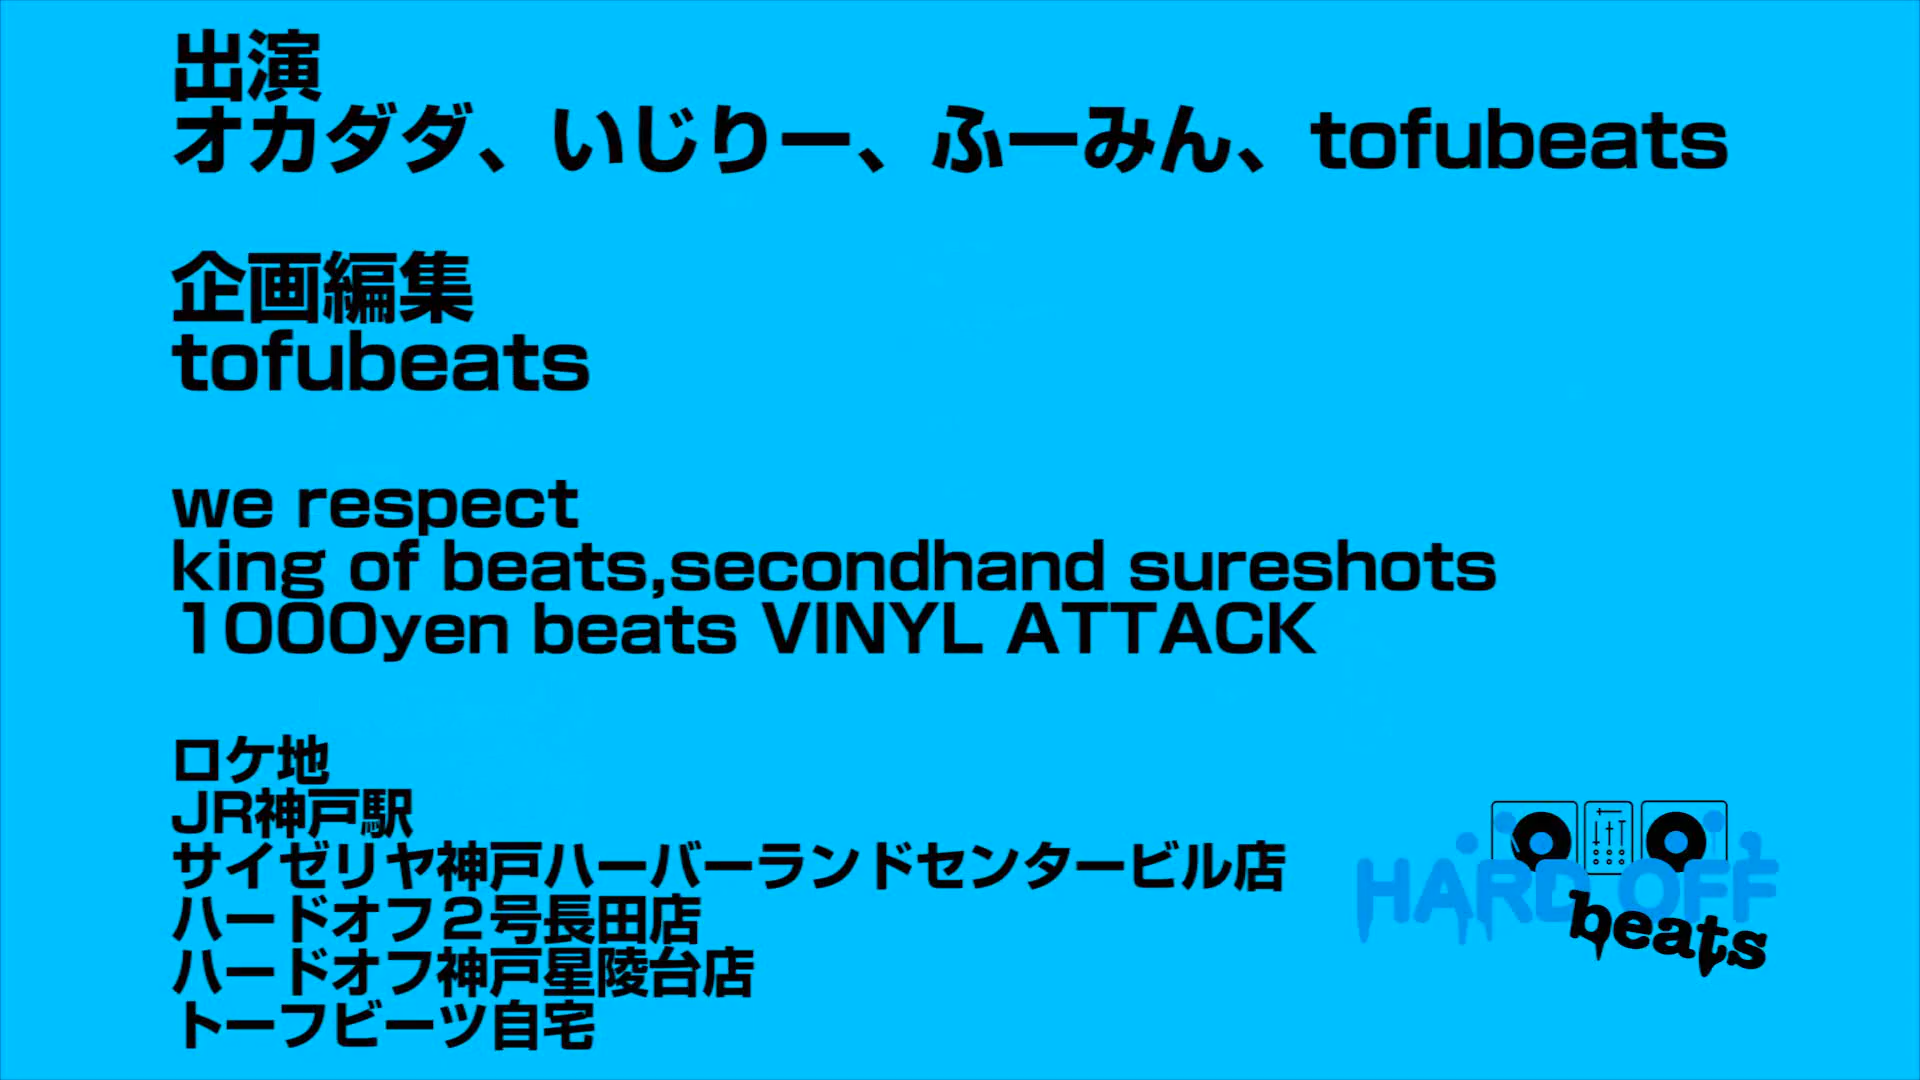 出演
オカダダ、いじりー、ふーみん、tofubeats
企画編集
tofubeats
we respect
king of beats,secondhand sureshots
1000yen beats VINYL ATTACK
ロケ地
JR神戸駅
サイゼリヤ神戸ハーバーランドセンタービル店
ハードオフ２号長田店
ハードオフ神戸星陵台店
トーフビーツ自宅
HARD OFF
beats